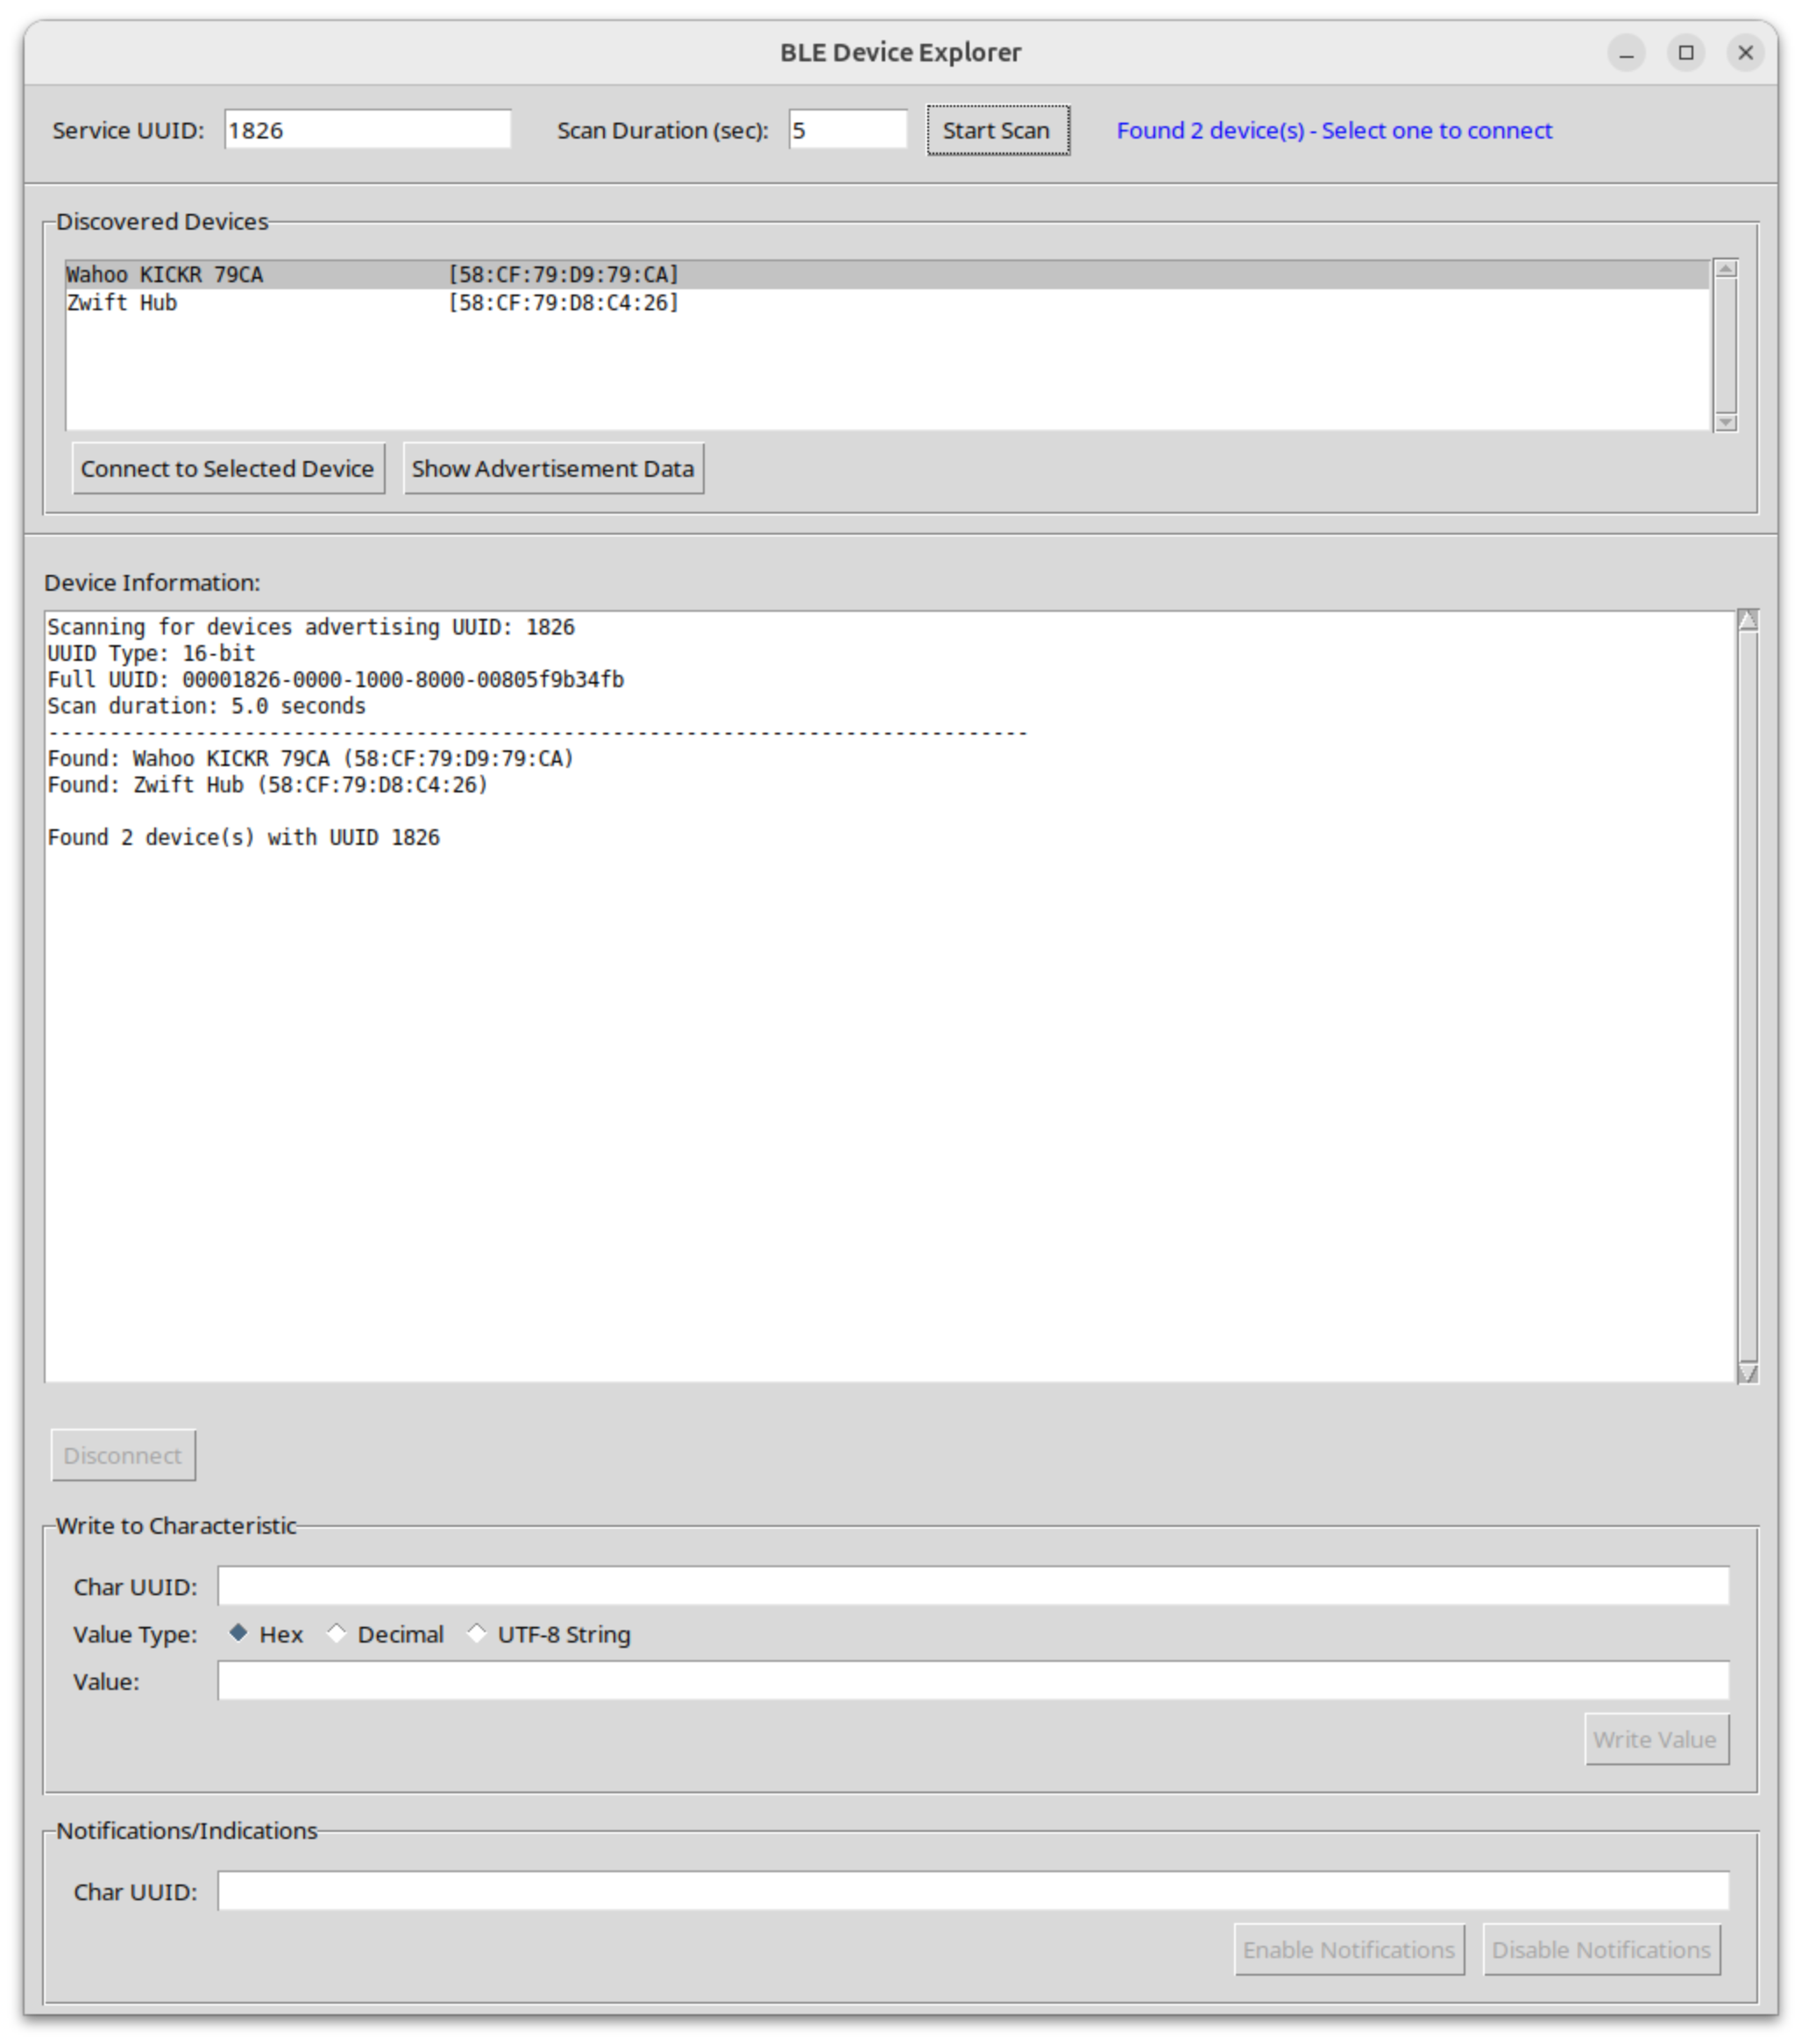 BLE Device Explorer
Service UUID: 1826 Scan Duration (sec): 5 Start Scan Found 2 device(s) - Select one to connect
Discovered Devices
Wahoo KICKR 79CA [58:CF:79:D9:79:CA]
Zwift Hub [58:CF:79:D8:C4:26]
Connect to Selected Device Show Advertisement Data
Device Information:
Scanning for devices advertising UUID: 1826
UUID Type: 16-bit
Full UUID: 00001826-0000-1000-8000-00805f9b34fb
Scan duration: 5.0 seconds
--------------------------------------------------------------------------------
Found: Wahoo KICKR 79CA (58:CF:79:D9:79:CA)
Found: Zwift Hub (58:CF:79:D8:C4:26)
Found 2 device(s) with UUID 1826
Disconnect
Write to Characteristic
Char UUID:
Value Type: Hex Decimal UTF-8 String
Value:
Write Value
Notifications/Indications
Char UUID:
Enable Notifications Disable Notifications